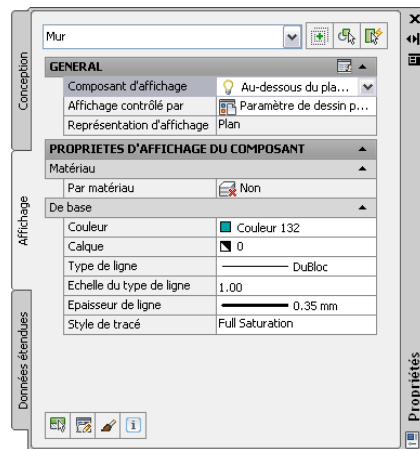 Mur
GENERAL
Composant d'affichage Au-dessous du pla...
Affichage contrôlé par Paramètre de dessin p...
Représentation d'affichage Plan
PROPRIETES D'AFFICHAGE DU COMPOSANT
Matériau
Par matériau Non
De base
Couleur Couleur 132
Calque 0
Type de ligne DuBloc
Echelle du type de ligne 1.00
Epaisseur de ligne 0.35 mm
Style de tracé Full Saturation
Conception
Affichage
Données étendues
Propriétés